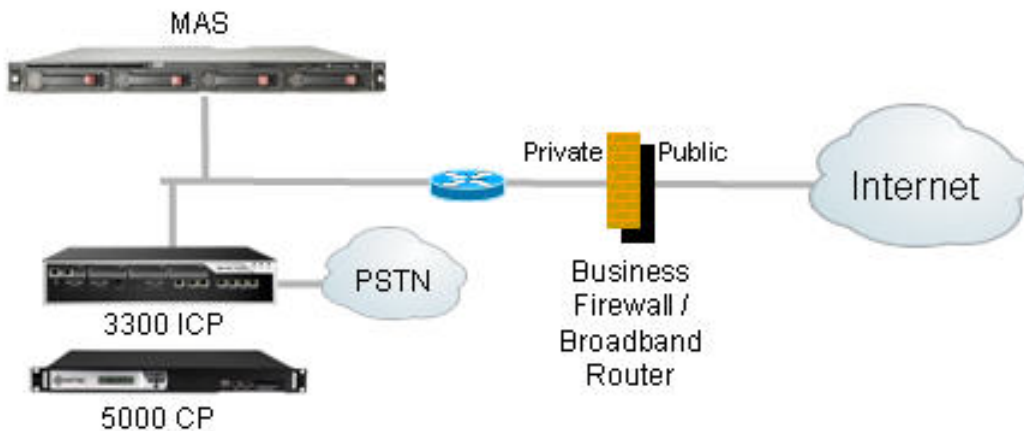 MAS
Private
Public
Internet
PSTN
3300 ICP
Business
Firewall /
Broadband
Router
5000 CP